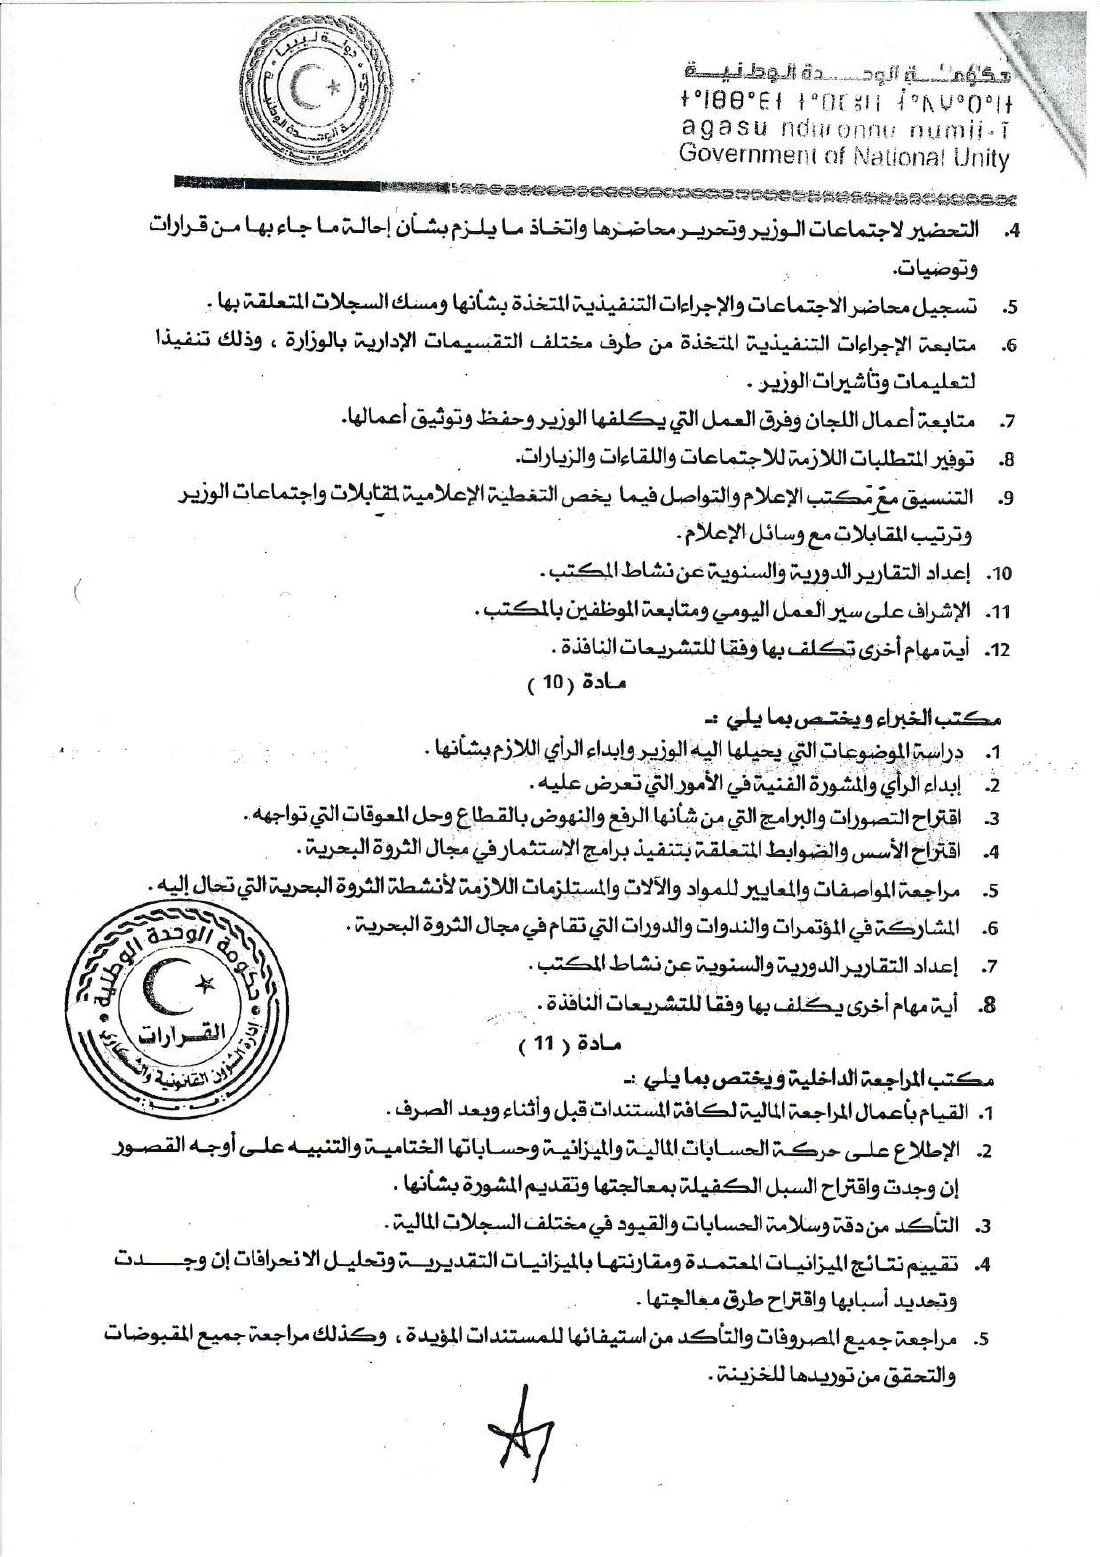 دولة ليبيا
حكومة الوحدة الوطنية
حكومة الوحدة الوطنية
agasu nduronnu numii-T
Government of National Unity
4. التحضير لاجتماعات الوزير وتحرير محاضرها واتخاذ ما يلزم بشأن إحالة ما جاء بها من قرارات
وتوصيات.
5. تسجيل محاضر الاجتماعات والإجراءات التنفيذية المتخذة بشأنها ومسك السجلات المتعلقة بها .
6. متابعة الإجراءات التنفيذية المتخذة من طرف مختلف التقسيمات الإدارية بالوزارة ، وذلك تنفيذا
لتعليمات وتأشيرات الوزير .
7. متابعة أعمال اللجان وفرق العمل التي يكلفها الوزير وحفظ وتوثيق أعمالها.
8. توفير المتطلبات اللازمة للاجتماعات واللقاءات والزيارات.
9. التنسيق مع مكتب الإعلام والتواصل فيما يخص التغطية الإعلامية لمقابلات واجتماعات الوزير
وترتيب المقابلات مع وسائل الإعلام .
10. إعداد التقارير الدورية والسنوية عن نشاط المكتب .
11. الإشراف على سير العمل اليومي ومتابعة الموظفين بالمكتب .
12. أية مهام أخرى تكلف بها وفقا للتشريعات النافذة .
مادة ( 10 )
مكتب الخبراء ويختص بما يلي :ـ
1. دراسة الموضوعات التي يحيلها اليه الوزير وابداء الرأي اللازم بشأنها .
2. إبداء الرأي والمشورة الفنية في الأمور التي تعرض عليه .
3. اقتراح التصورات والبرامج التي من شأنها الرفع والنهوض بالقطاع وحل المعوقات التي تواجهه .
4. اقتراح الأسس والضوابط المتعلقة بتنفيذ برامج الاستثمار في مجال الثروة البحرية .
5. مراجعة المواصفات والمعايير للمواد والآلات والمستلزمات اللازمة لأنشطة الثروة البحرية التي تحال إليه .
6. المشاركة في المؤتمرات والندوات والدورات التي تقام في مجال الثروة البحرية .
7. إعداد التقارير الدورية والسنوية عن نشاط المكتب .
8. أية مهام أخرى يكلف بها وفقا للتشريعات النافذة .
حكومة الوحدة الوطنية
القرارات
إدارة الشؤون القانونية والشكاوى
مادة ( 11 )
مكتب المراجعة الداخلية ويختص بما يلي :ـ
1. القيام بأعمال المراجعة المالية لكافة المستندات قبل وأثناء وبعد الصرف .
2. الإطلاع على حركة الحسابات المالية والميزانية وحساباتها الختامية والتنبيه على أوجه القصور
إن وجدت واقتراح السبل الكفيلة بمعالجتها وتقديم المشورة بشأنها .
3. التأكد من دقة وسلامة الحسابات والقيود في مختلف السجلات المالية .
4. تقييم نتائج الميزانيات المعتمدة ومقارنتها بالميزانيات التقديرية وتحليل الانحرافات إن وجدت
وتحديد أسبابها واقتراح طرق معالجتها .
5. مراجعة جميع المصروفات والتأكد من استيفائها للمستندات المؤيدة ، وكذلك مراجعة جميع المقبوضات
والتحقق من توريدها للخزينة .